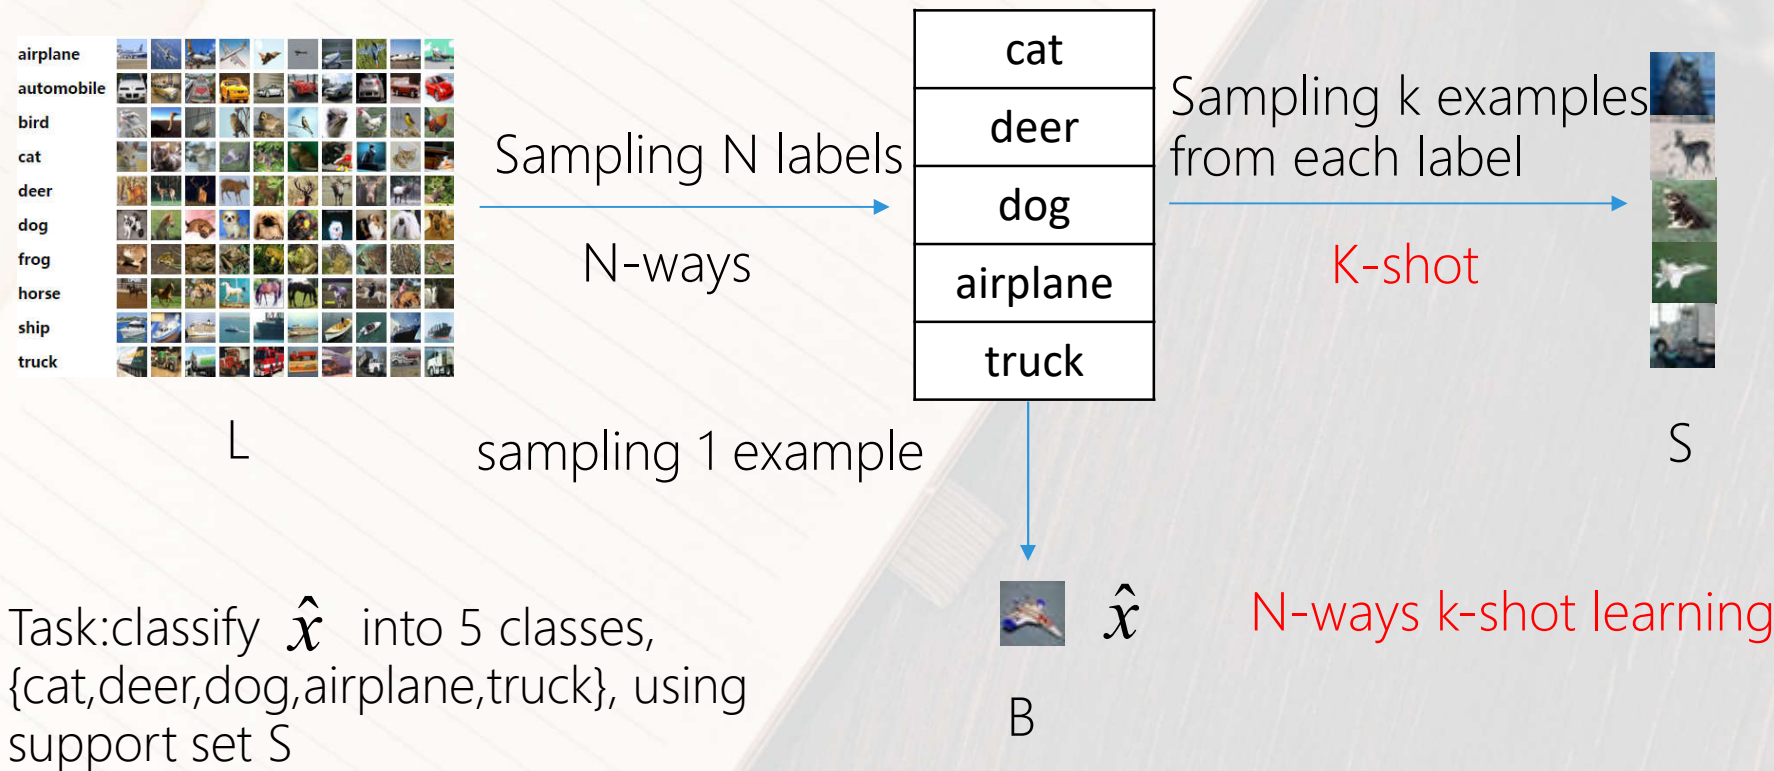 airplane
automobile
bird
cat
deer
dog
frog
horse
ship
truck
L
Sampling N labels
N-ways
cat
deer
dog
airplane
truck
Sampling k examples
from each label
K-shot
S
sampling 1 example
x̂
B
N-ways k-shot learning
Task:classify x̂ into 5 classes,
{cat,deer,dog,airplane,truck}, using
support set S